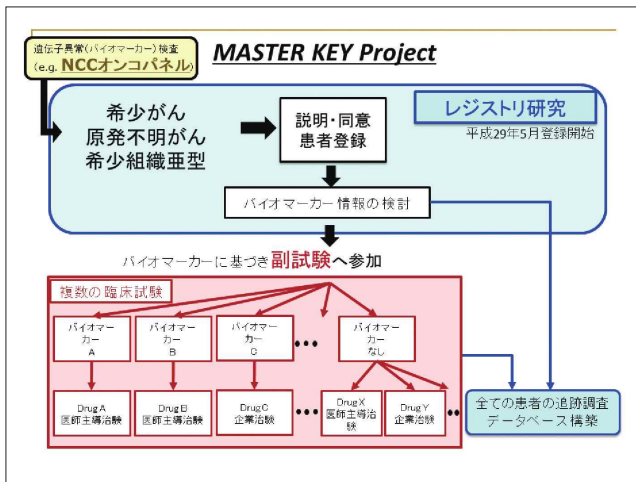 遺伝子異常(バイオマーカー)検査
(e.g. NCCオンコパネル)
MASTER KEY Project
レジストリ研究
平成29年5月登録開始
希少がん
原発不明がん
希少組織亜型
説明・同意
患者登録
バイオマーカー情報の検討
バイオマーカーに基づき副試験へ参加
複数の臨床試験
バイオマー
カー
A
バイオマー
カー
B
バイオマー
カー
C
•••
バイオマー
カー
なし
Drug A
医師主導治験
Drug B
医師主導治験
Drug C
企業治験
•••
Drug X
医師主導治
験
Drug Y
企業治験
••
全ての患者の追跡調査
データベース構築